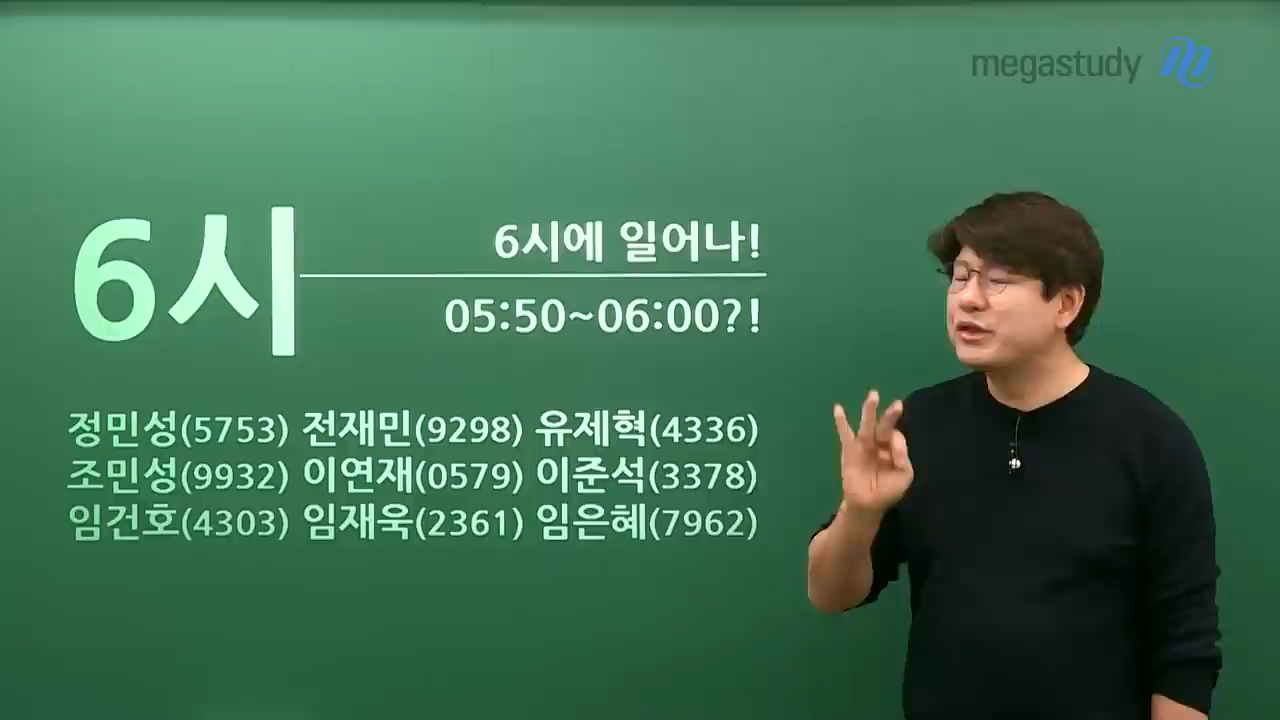 megastudy
6시
6시에 일어나!
05:50~06:00?!
정민성(5753) 전재민(9298) 유제혁(4336)
조민성(9932) 이연재(0579) 이준석(3378)
임건호(4303) 임재욱(2361) 임은혜(7962)